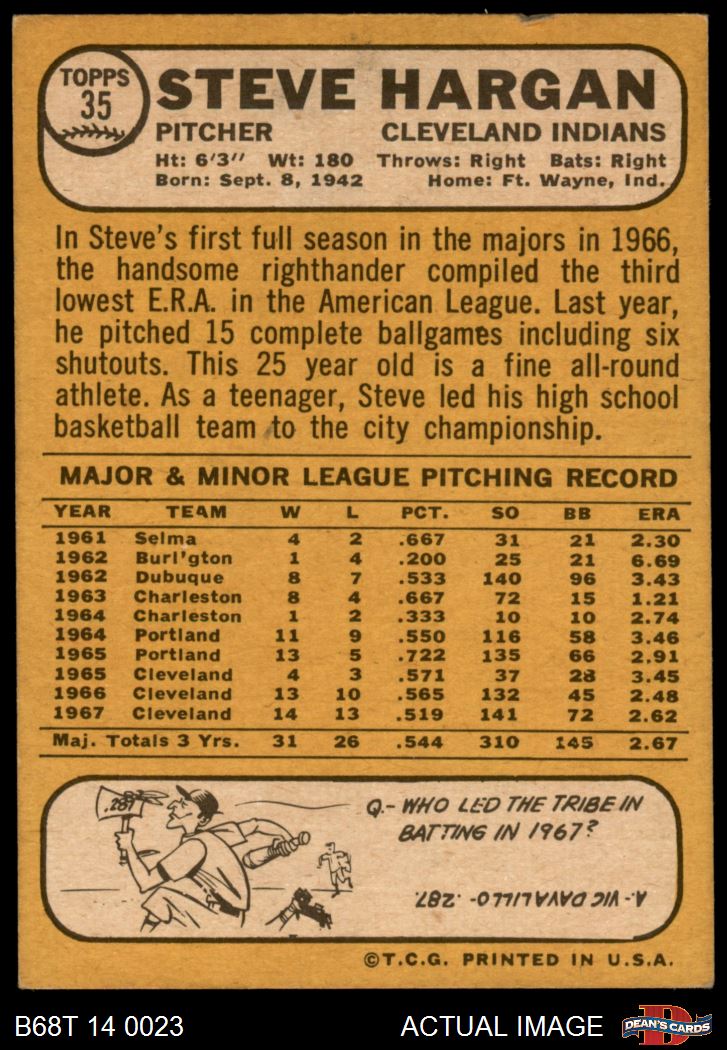 TOPPS
35
STEVE HARGAN
PITCHER CLEVELAND INDIANS
Ht: 6'3" Wt: 180 Throws: Right Bats: Right
Born: Sept. 8, 1942 Home: Ft. Wayne, Ind.
In Steve's first full season in the majors in 1966,
the handsome righthander compiled the third
lowest E.R.A. in the American League. Last year,
he pitched 15 complete ballgames including six
shutouts. This 25 year old is a fine all-round
athlete. As a teenager, Steve led his high school
basketball team to the city championship.
MAJOR & MINOR LEAGUE PITCHING RECORD
YEAR TEAM W L PCT. SO BB ERA
1961 Selma 4 2 .667 31 21 2.30
1962 Burl'gton 1 4 .200 25 21 6.69
1962 Dubuque 8 7 .533 140 96 3.43
1963 Charleston 8 4 .667 72 15 1.21
1964 Charleston 1 2 .333 10 10 2.74
1964 Portland 11 9 .550 116 58 3.46
1965 Portland 13 5 .722 135 66 2.91
1965 Cleveland 4 3 .571 37 28 3.45
1966 Cleveland 13 10 .565 132 45 2.48
1967 Cleveland 14 13 .519 141 72 2.62
Maj. Totals 3 Yrs. 31 26 .544 310 145 2.67
.287
Q.- WHO LED THE TRIBE IN
BATTING IN 1967?
A.- VIC DAVALILLO - .287.
©T.C.G. PRINTED IN U.S.A.
B68T 14 0023 ACTUAL IMAGE
DEAN'S CARDS